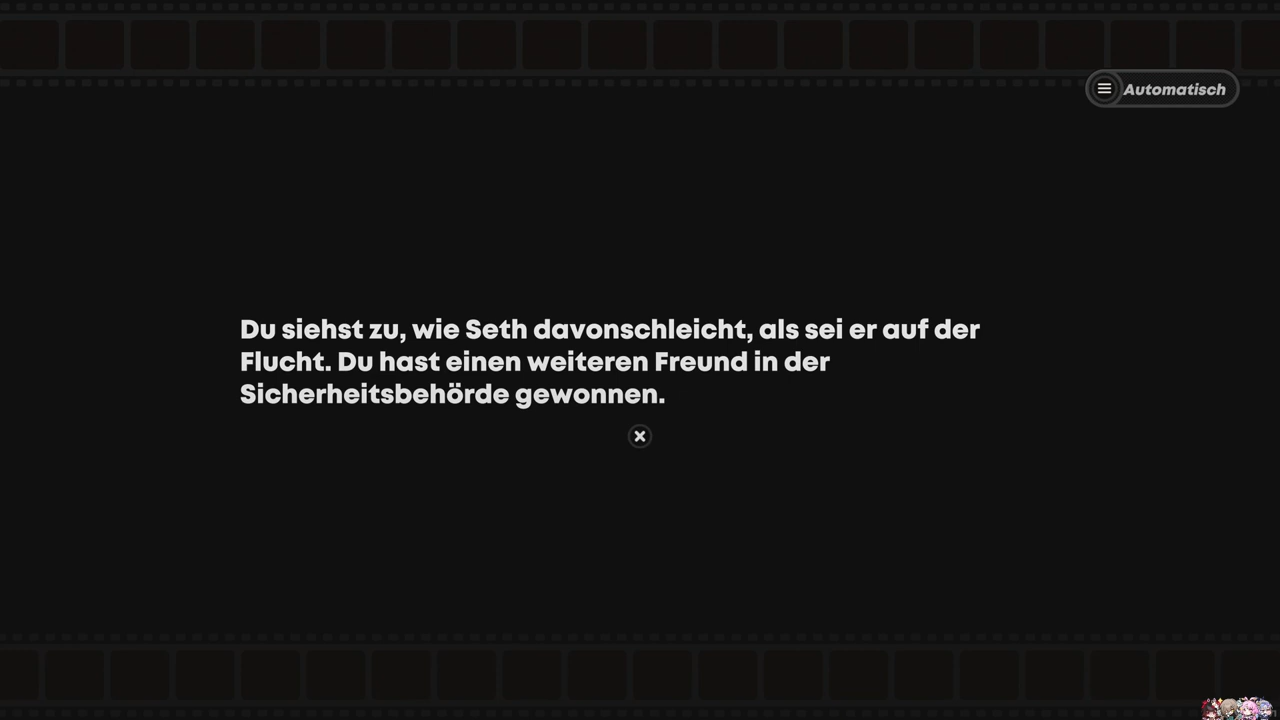 Automatisch
Du siehst zu, wie Seth davonschleicht, als sei er auf der
Flucht. Du hast einen weiteren Freund in der
Sicherheitsbehörde gewonnen.